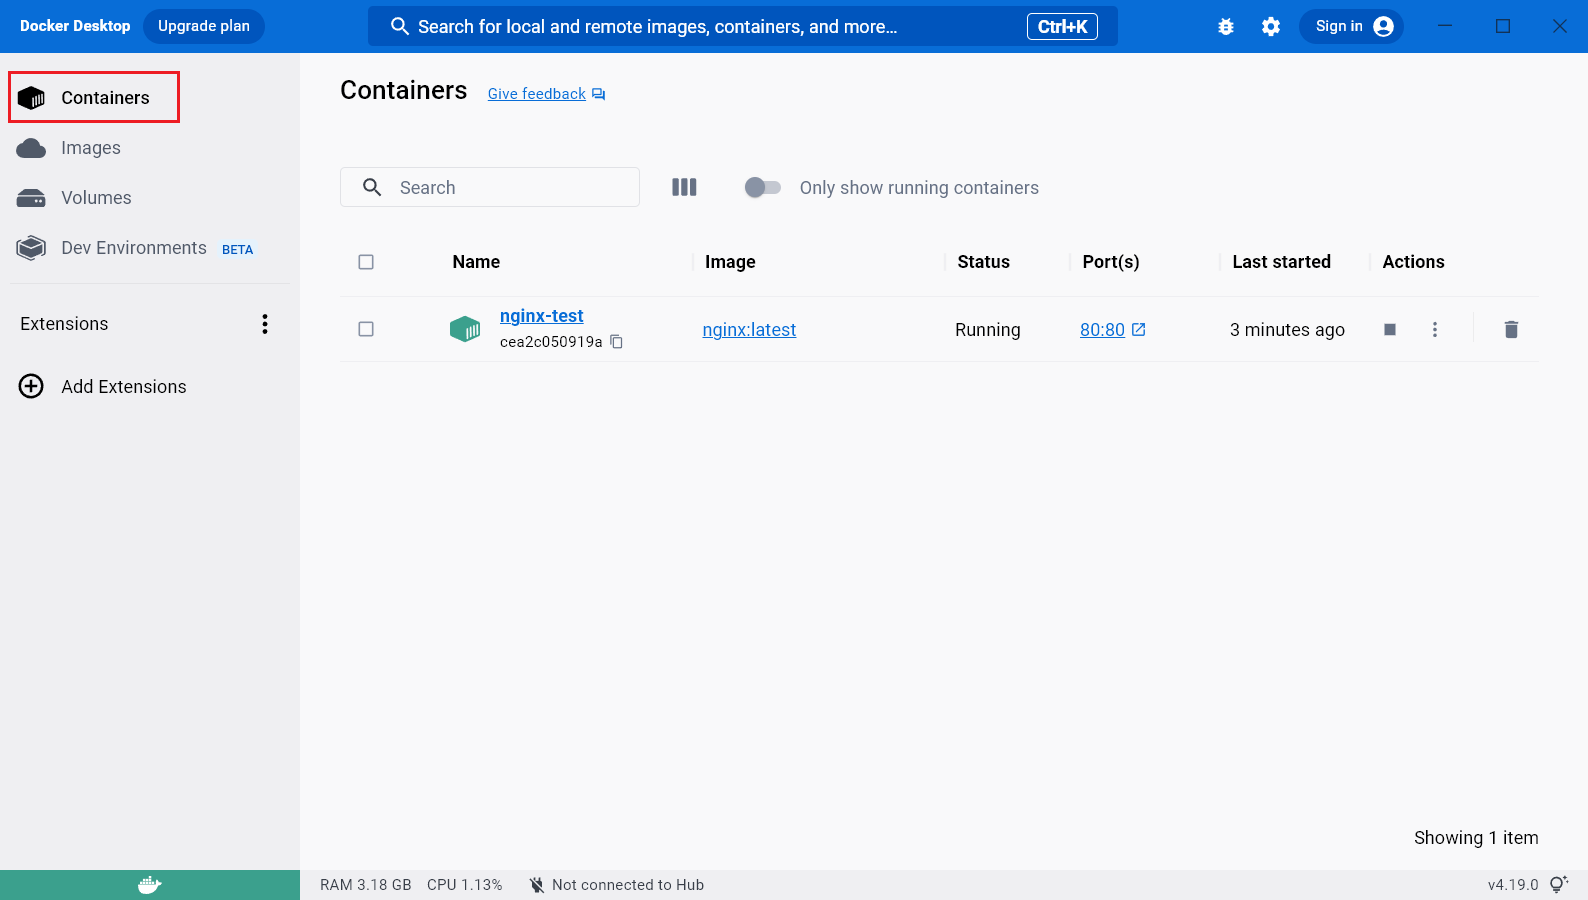 Docker Desktop Upgrade plan Search for local and remote images, containers, and more... Ctrl+K Sign in
Containers
Images
Volumes
Dev Environments BETA
Extensions
Add Extensions
Containers Give feedback
Search Only show running containers
Name Image Status Port(s) Last started Actions
nginx-test
cea2c050919a
nginx:latest Running 80:80 3 minutes ago
Showing 1 item
RAM 3.18 GB CPU 1.13% Not connected to Hub v4.19.0